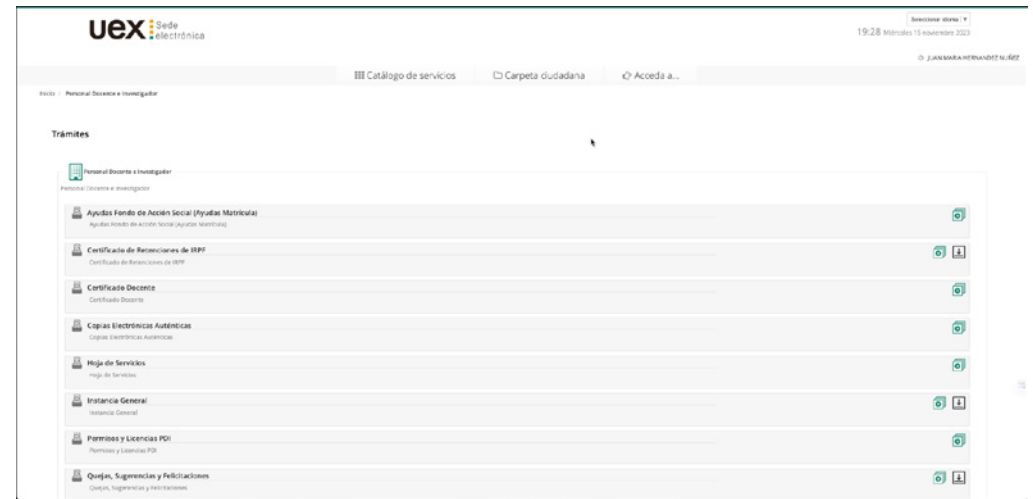 uex Sede
electrónica
Seleccionar idioma ▼
19:28 Miércoles 15 noviembre 2023
JUAN MARIA HERNANDEZ NUÑEZ
Catálogo de servicios Carpeta ciudadana Acceda a...
Inicio / Personal Docente e Investigador
Trámites
Personal Docente e Investigador
Personal Docente e Investigador
Ayudas Fondo de Acción Social (Ayudas Matrícula)
Ayudas Fondo de Acción Social (Ayudas Matrícula)
Certificado de Retenciones de IRPF
Certificado de Retenciones de IRPF
Certificado Docente
Certificado Docente
Copias Electrónicas Auténticas
Copias Electrónicas Auténticas
Hoja de Servicios
Hoja de Servicios
Instancia General
Instancia General
Permisos y Licencias PDI
Permisos y Licencias PDI
Quejas, Sugerencias y Felicitaciones
Quejas, Sugerencias y Felicitaciones